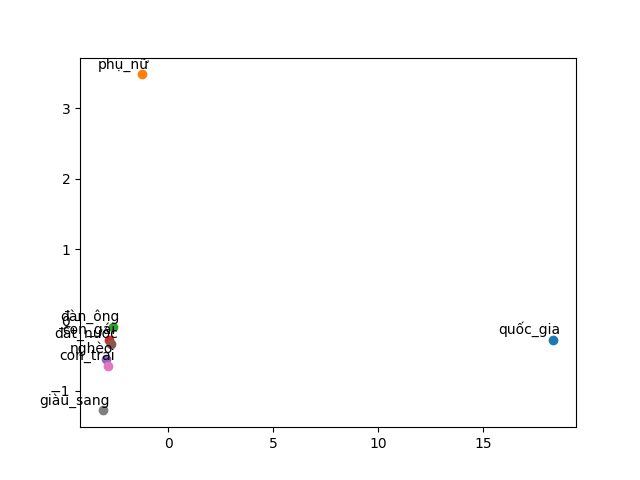 phụ_nữ
3
2
1
đàn_ông
0
con_gái
đất_nước
quốc_gia
nghèo
con_trai
−1
giàu_sang
0
5
10
15